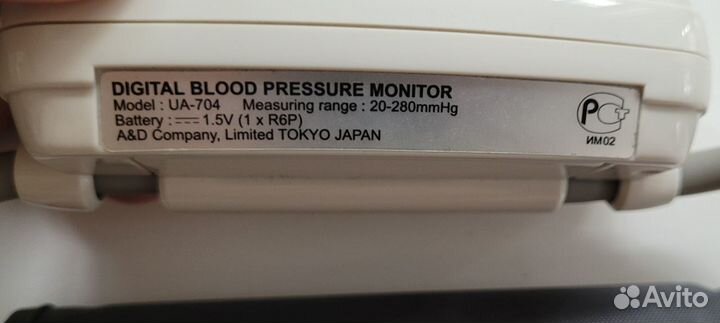 DIGITAL BLOOD PRESSURE MONITOR
Model : UA-704 Measuring range : 20-280mmHg
Battery : 1.5V (1 x R6P)
A&D Company, Limited TOKYO JAPAN
РСТ
ИМ02
Avito